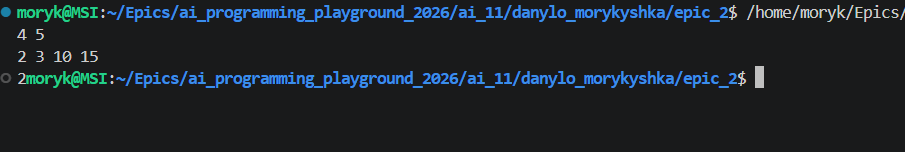 moryk@MSI:~/Epics/ai_programming_playground_2026/ai_11/danylo_morykyshka/epic_2$ /home/moryk/Epics/
4 5
2 3 10 15
2moryk@MSI:~/Epics/ai_programming_playground_2026/ai_11/danylo_morykyshka/epic_2$